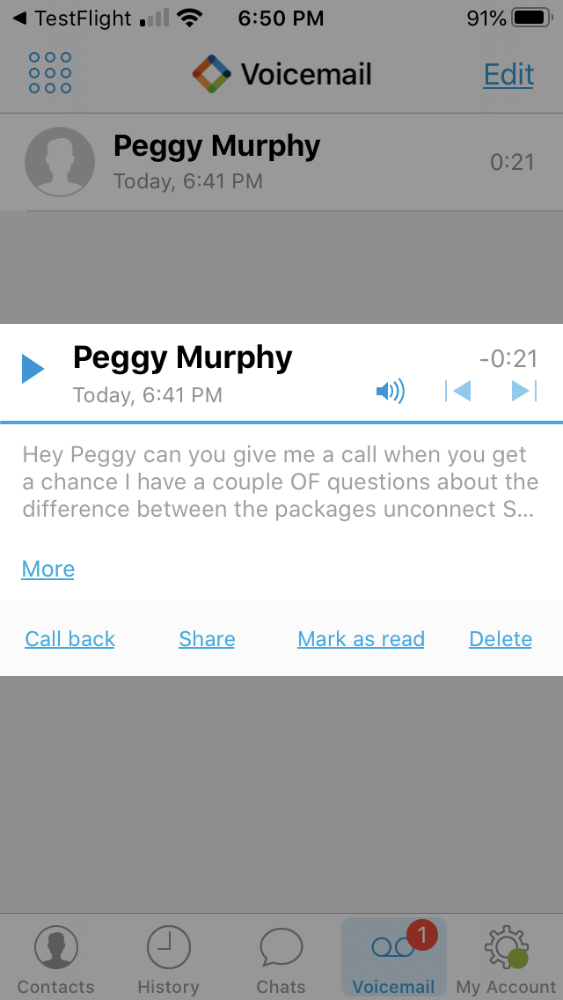 TestFlight 6:50 PM 91%
Voicemail Edit
Peggy Murphy
Today, 6:41 PM 0:21
Peggy Murphy -0:21
Today, 6:41 PM
Hey Peggy can you give me a call when you get
a chance I have a couple OF questions about the
difference between the packages unconnect S...
More
Call back Share Mark as read Delete
1
Contacts History Chats Voicemail My Account